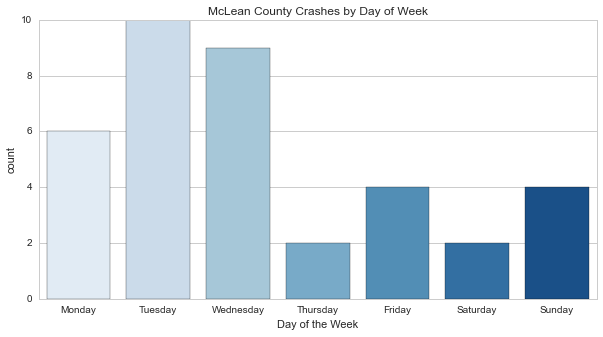 McLean County Crashes by Day of Week
10
8
6
4
2
0
count
Monday Tuesday Wednesday Thursday Friday Saturday Sunday
Day of the Week